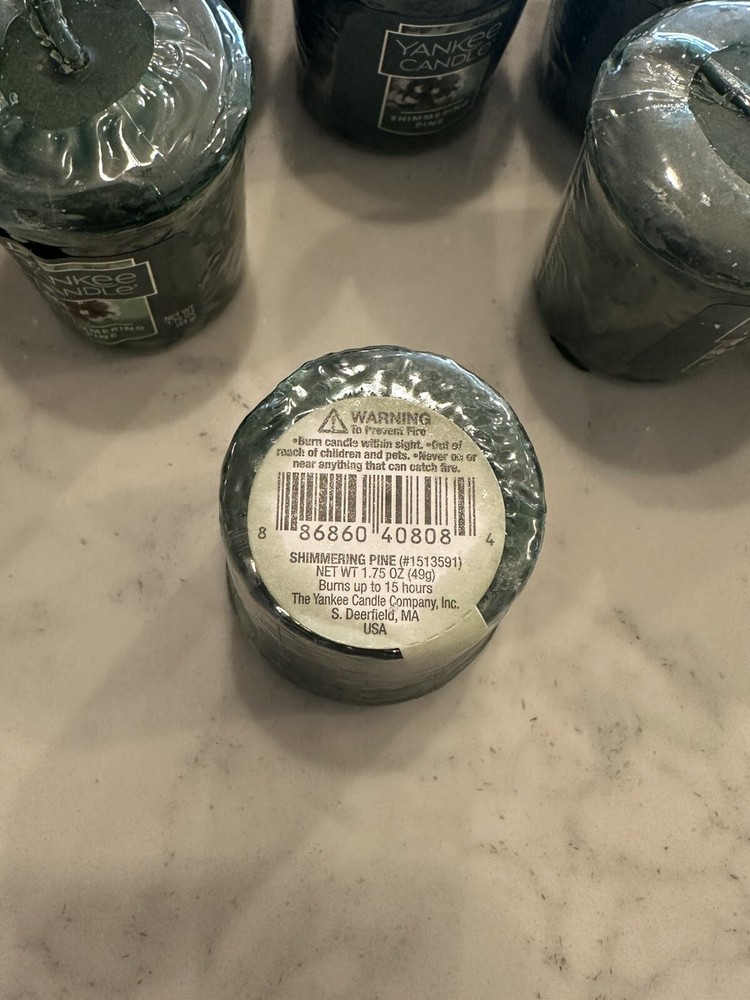 YANKEE
CANDLE
SHIMMERING
PINE
YANKEE
CANDLE
SHIMMERING
PINE
NET WT
WARNING
To Prevent Fire
•Burn candle within sight. •Out of
reach of children and pets. •Never on or
near anything that can catch fire.
8 86860 40808 4
SHIMMERING PINE (#1513591)
NET WT 1.75 OZ (49g)
Burns up to 15 hours
The Yankee Candle Company, Inc.
S. Deerfield, MA
USA